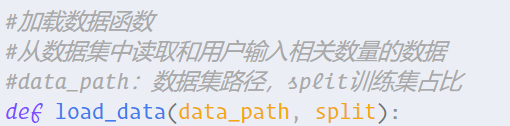 #加载数据函数
#从数据集中读取和用户输入相关数量的数据
#data_path: 数据集路径，split训练集占比
def load_data(data_path, split):